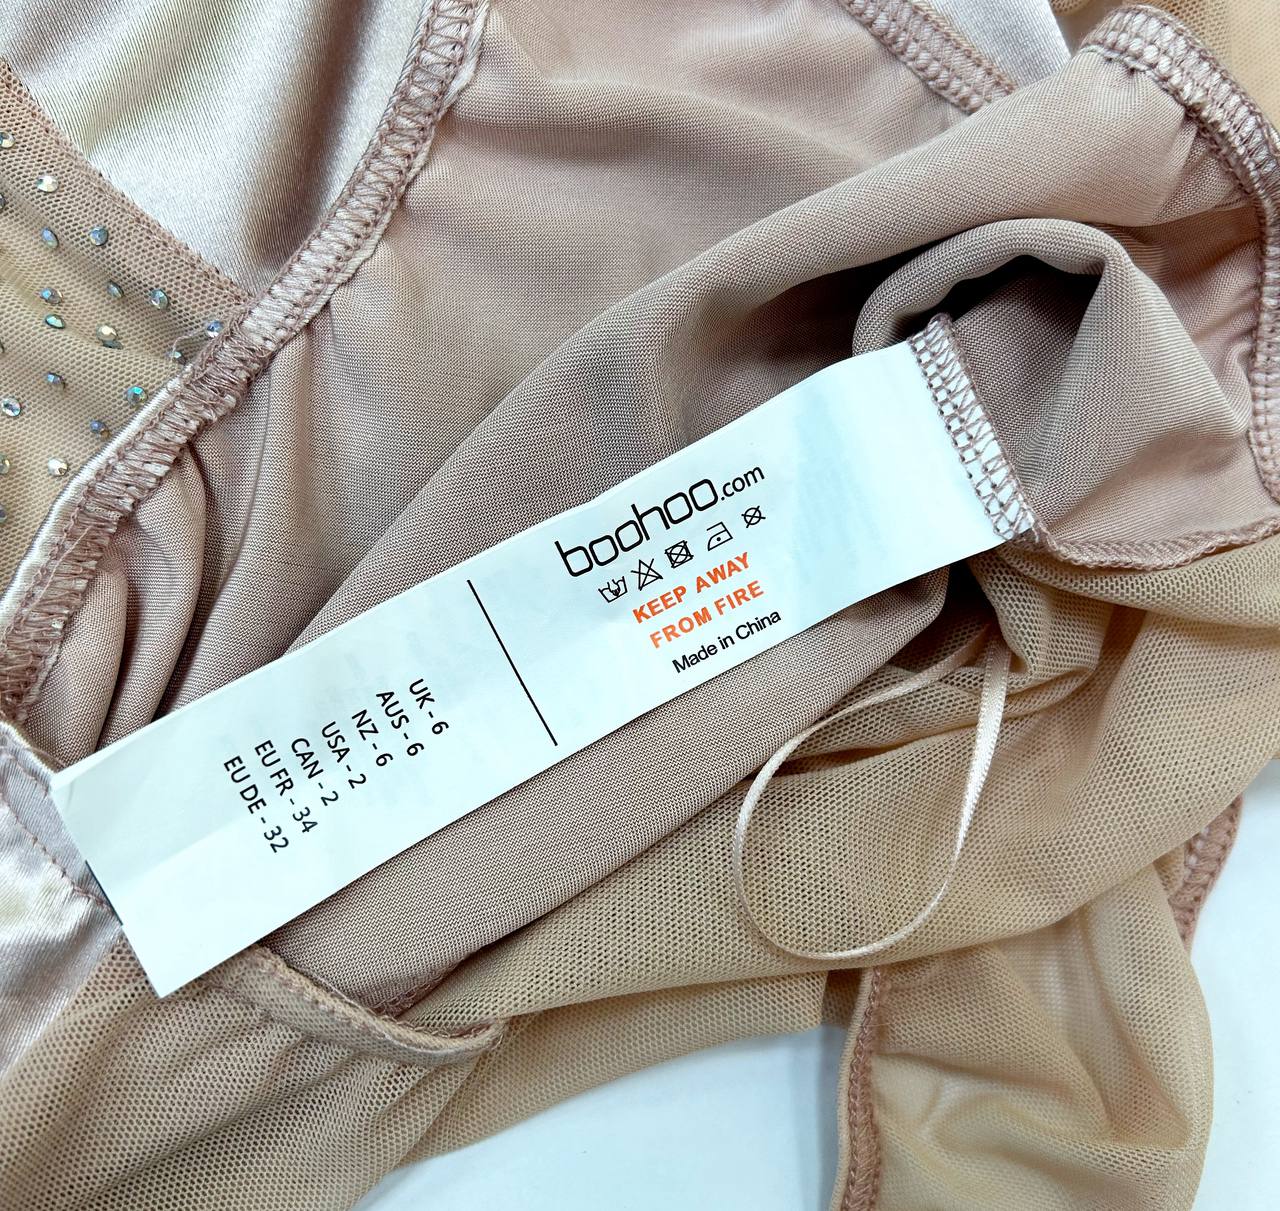 boohoo.com
KEEP AWAY
FROM FIRE
Made in China
UK - 6
AUS - 6
NZ - 6
USA - 2
CAN - 2
EU FR - 34
EU DE - 32